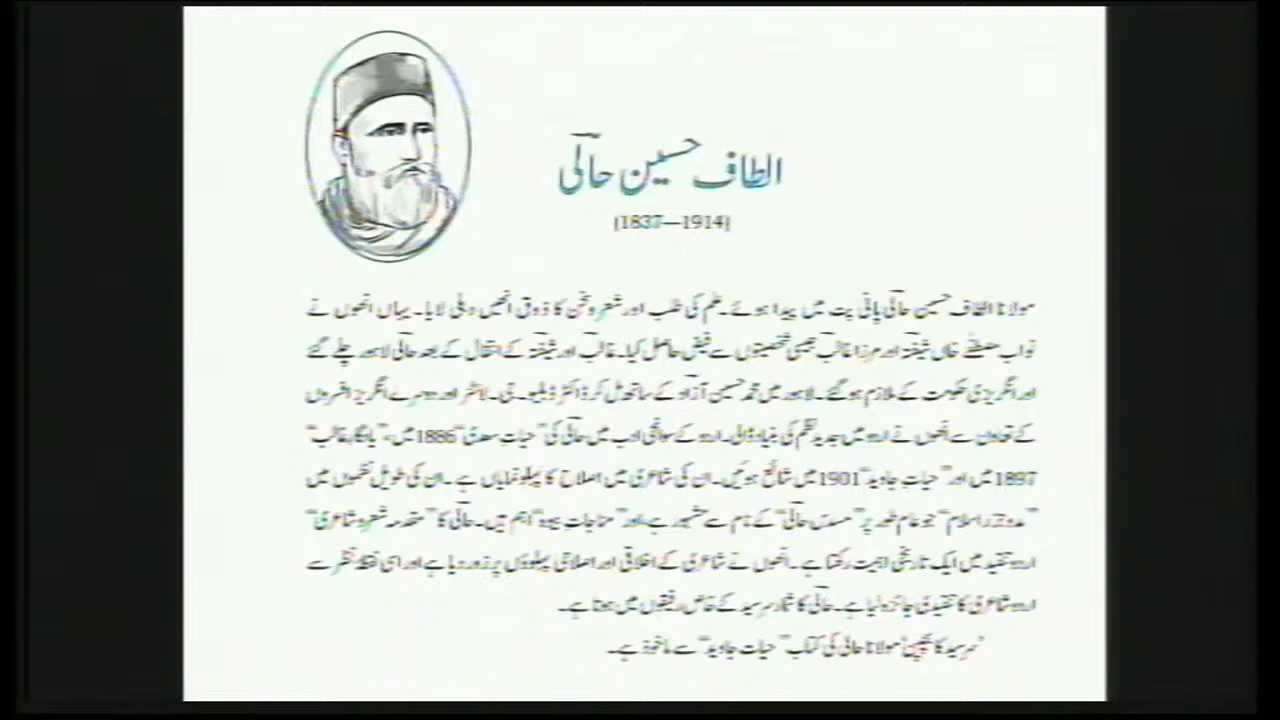 الطاف حسین حالیؔ
(1837—1914)
مولانا الطاف حسین حالیؔ پانی پت میں پیدا ہوئے۔ علم کی طلب اور شعر و سخن کا ذوق انھیں دہلی لایا۔ یہاں انھوں نے
نواب مصطفےٰ خاں شیفتہؔ اور مرزا غالبؔ جیسی شخصیتوں سے فیض حاصل کیا۔ غالبؔ اور شیفتہؔ کے انتقال کے بعد حالیؔ لاہور چلے گئے
اور انگریزی حکومت کے ملازم ہو گئے۔ لاہور میں محمد حسین آزادؔ کے ساتھ مل کر ڈاکٹر ڈبلیو۔ جی۔ لائٹنر اور دوسرے انگریز افسروں
کے تعاون سے انھوں نے اردو میں جدید نظم کی بنیاد ڈالی۔ اردو کے سوانحی ادب میں حالیؔ کی ”حیاتِ سعدی“ 1886 میں، ”یادگارِ غالب“
1897 میں اور ”حیاتِ جاوید“ 1901 میں شائع ہوئیں۔ ان کی شاعری میں اصلاح کا پہلو نمایاں ہے۔ ان کی طویل نظموں میں
”مدو جزرِ اسلام“ جو عام طور پر ”مسدسِ حالیؔ“ کے نام سے مشہور ہے اور ”مناجاتِ بیوہ“ اہم ہیں۔ حالیؔ کا ”مقدمہ شعر و شاعری“
اردو تنقید میں ایک تاریخی اہمیت رکھتا ہے۔ انھوں نے شاعری کے اخلاقی اور اصلاحی پہلوؤں پر زور دیا ہے اور اسی نقطۂ نظر سے
اردو شاعری کا تنقیدی جائزہ لیا ہے۔ حالیؔ کا شمار سرسید کے خاص رفیقوں میں ہوتا ہے۔
’سرسید کا بچپن‘ مولانا حالی کی کتاب ”حیات جاوید“ سے ماخوذ ہے۔